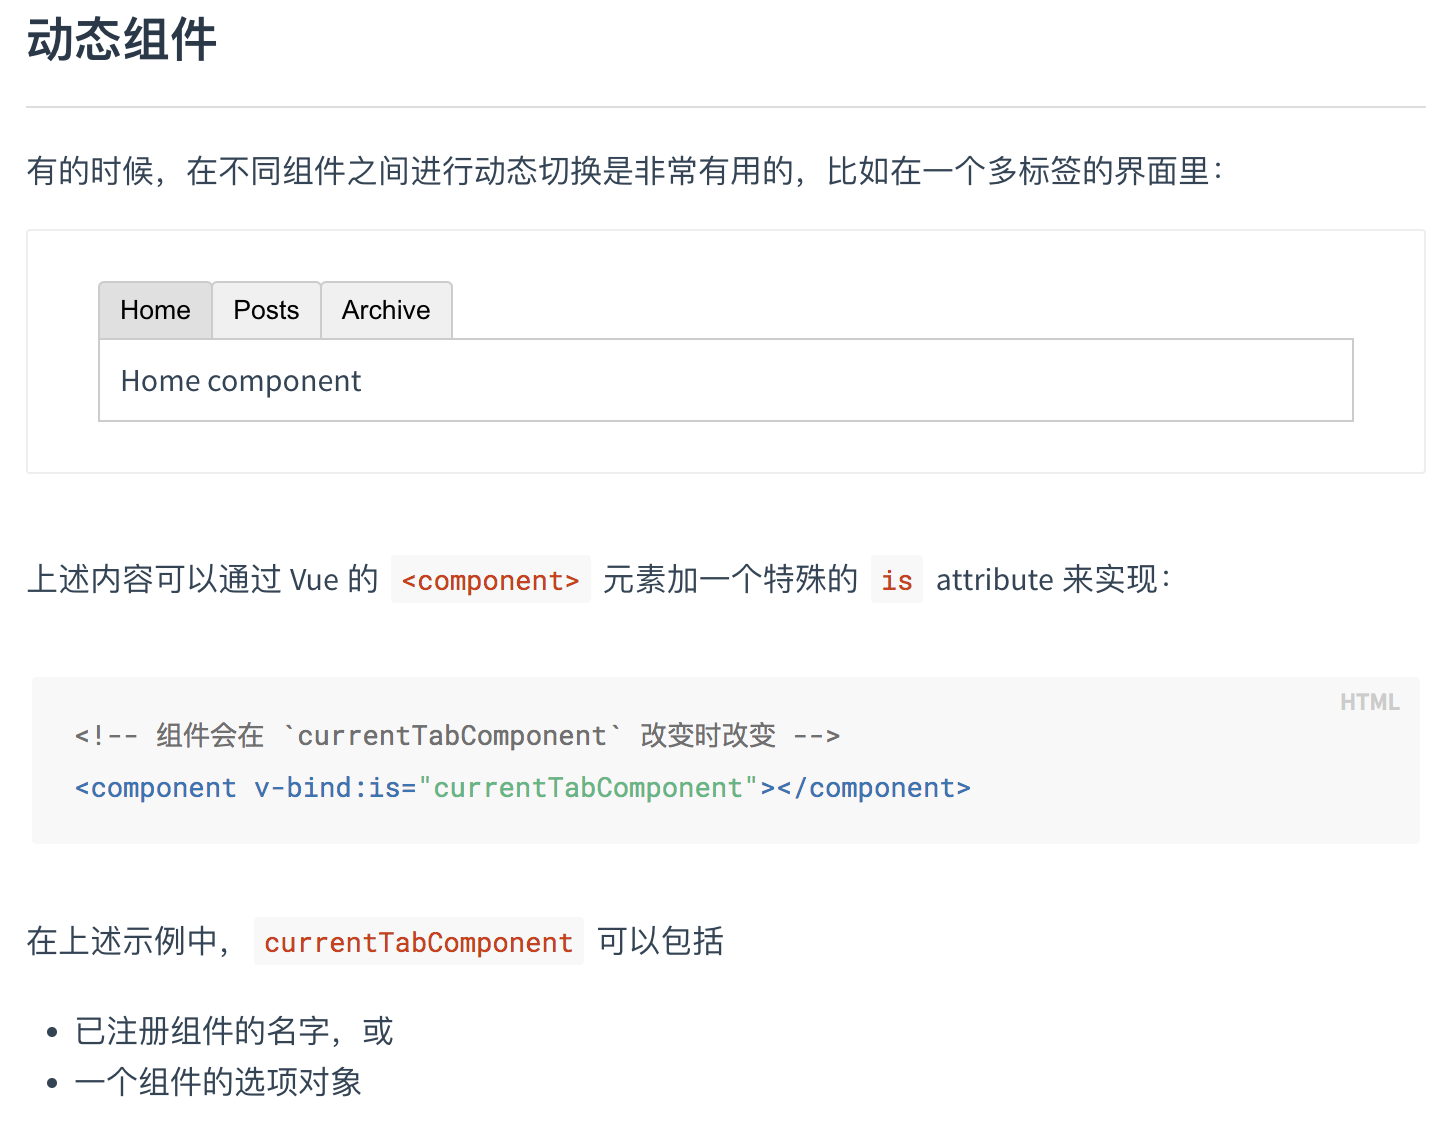 动态组件
有的时候，在不同组件之间进行动态切换是非常有用的，比如在一个多标签的界面里：
Home Posts Archive
Home component
上述内容可以通过 Vue 的 <component> 元素加一个特殊的 is attribute 来实现：
HTML
<!-- 组件会在 `currentTabComponent` 改变时改变 -->
<component v-bind:is="currentTabComponent"></component>
在上述示例中， currentTabComponent 可以包括
• 已注册组件的名字，或
• 一个组件的选项对象